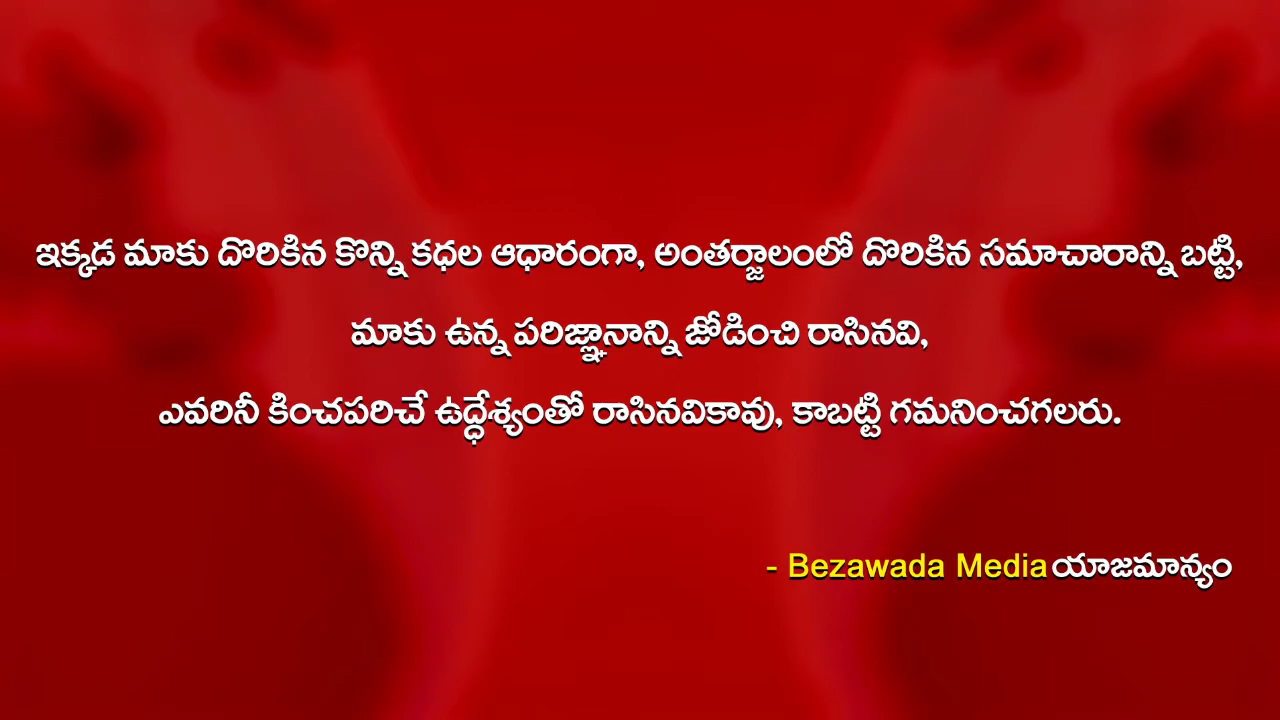 ఇక్కడ మాకు దొరికిన కొన్ని కధల ఆధారంగా, అంతర్జాలంలో దొరికిన సమాచారాన్ని బట్టి,
మాకు ఉన్న పరిజ్ఞానాన్ని జోడించి రాసినవి,
ఎవరినీ కించపరిచే ఉద్ధేశ్యంతో రాసినవికావు, కాబట్టి గమనించగలరు.
- Bezawada Media యాజమాన్యం